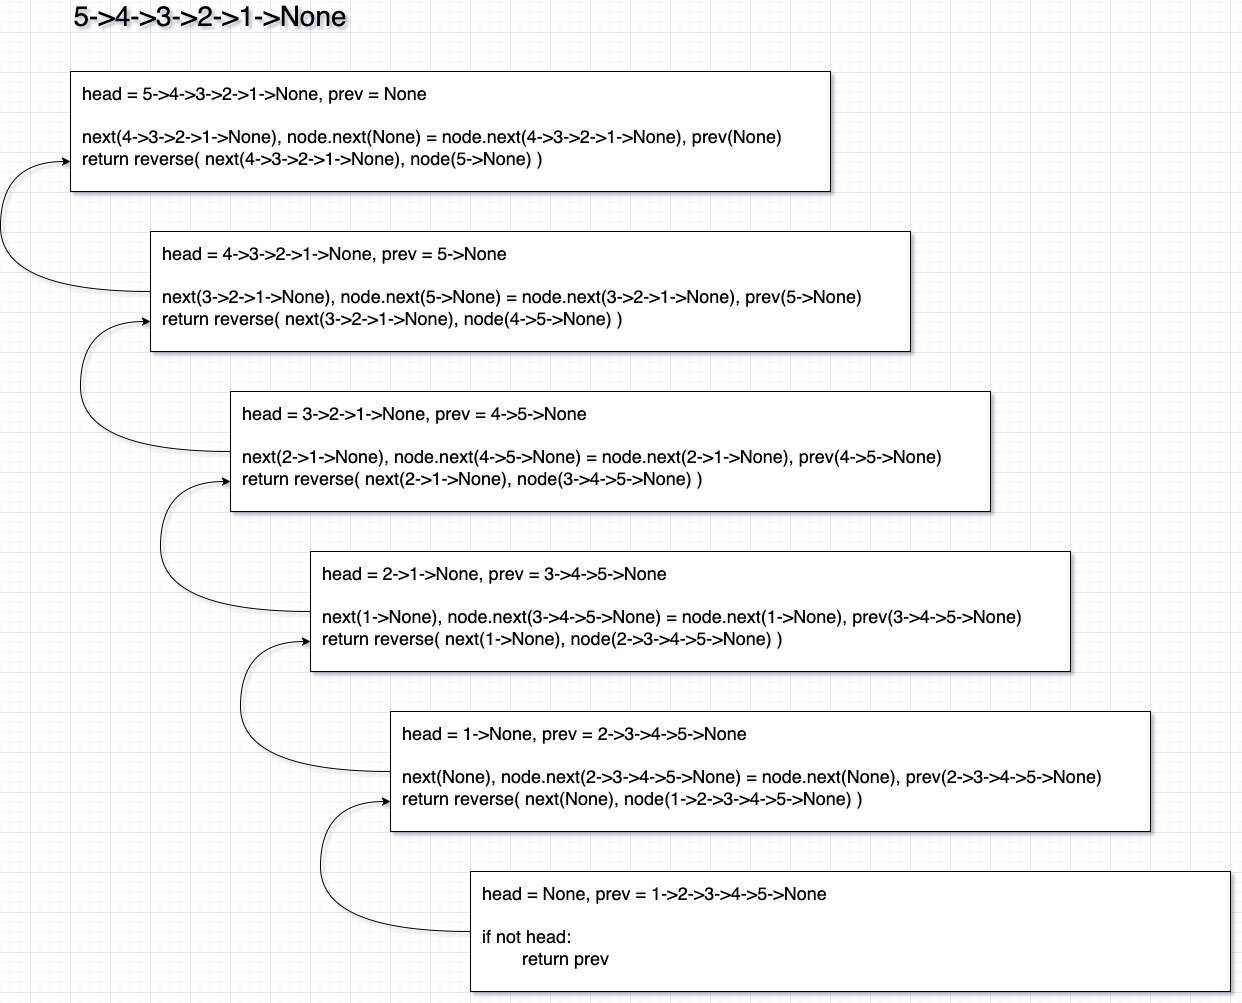 5->4->3->2->1->None
head = 5->4->3->2->1->None, prev = None
next(4->3->2->1->None), node.next(None) = node.next(4->3->2->1->None), prev(None)
return reverse( next(4->3->2->1->None), node(5->None) )
head = 4->3->2->1->None, prev = 5->None
next(3->2->1->None), node.next(5->None) = node.next(3->2->1->None), prev(5->None)
return reverse( next(3->2->1->None), node(4->5->None) )
head = 3->2->1->None, prev = 4->5->None
next(2->1->None), node.next(4->5->None) = node.next(2->1->None), prev(4->5->None)
return reverse( next(2->1->None), node(3->4->5->None) )
head = 2->1->None, prev = 3->4->5->None
next(1->None), node.next(3->4->5->None) = node.next(1->None), prev(3->4->5->None)
return reverse( next(1->None), node(2->3->4->5->None) )
head = 1->None, prev = 2->3->4->5->None
next(None), node.next(2->3->4->5->None) = node.next(None), prev(2->3->4->5->None)
return reverse( next(None), node(1->2->3->4->5->None) )
head = None, prev = 1->2->3->4->5->None
if not head:
return prev